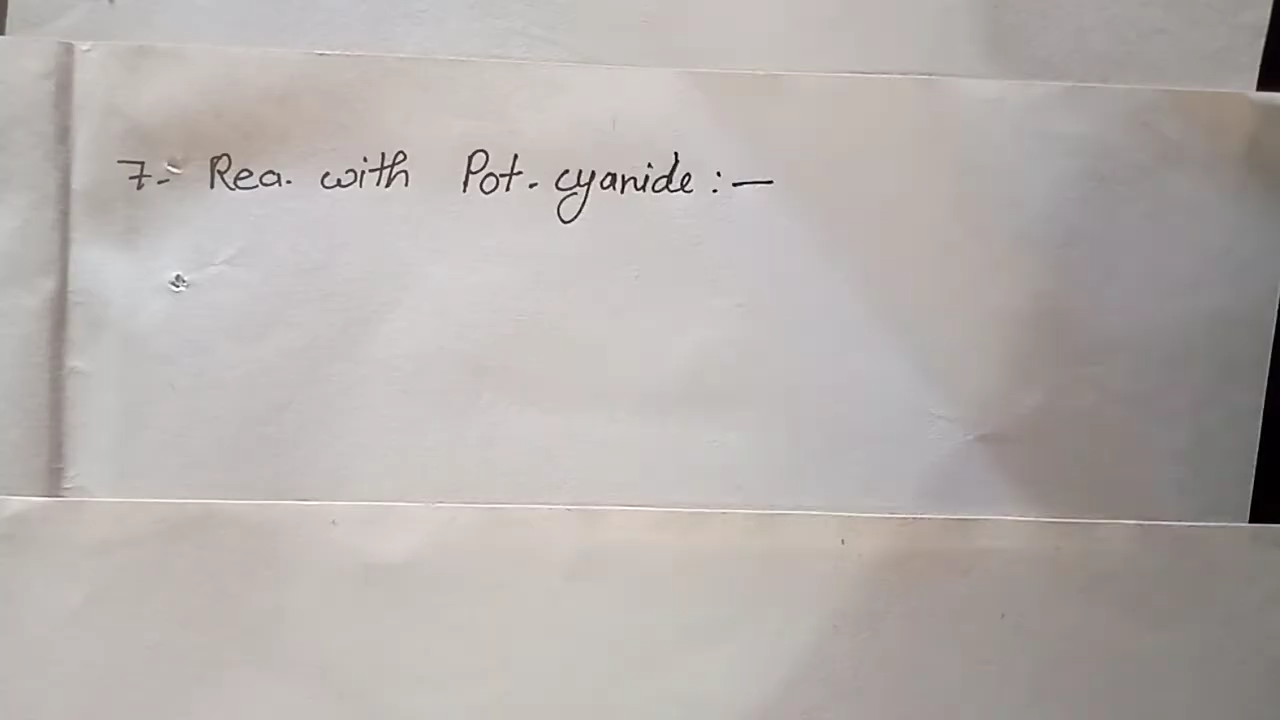 7- Rea. with Pot. cyanide :-